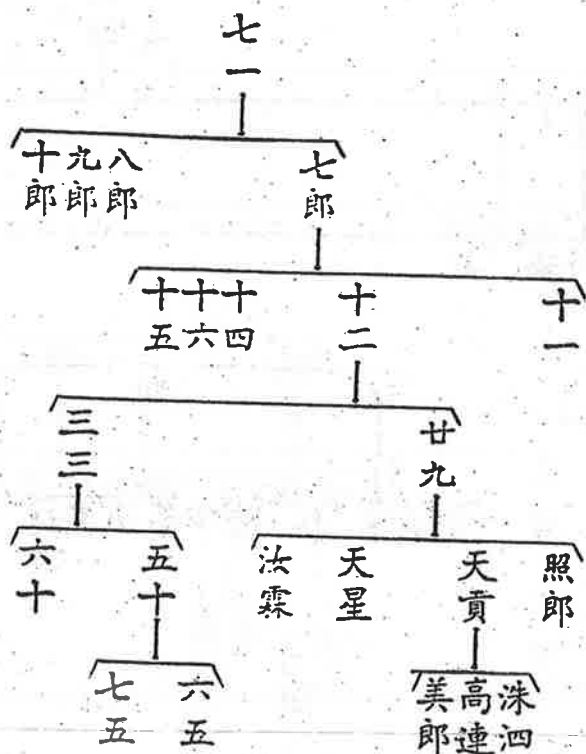 七一
七郎
八郎
九郎
十郎
十一
十二
十四
十六
十五
廿九
三三
照郎
天貢
天星
汝霖
五十
六十
洙泗
高連
美郎
六五
七五